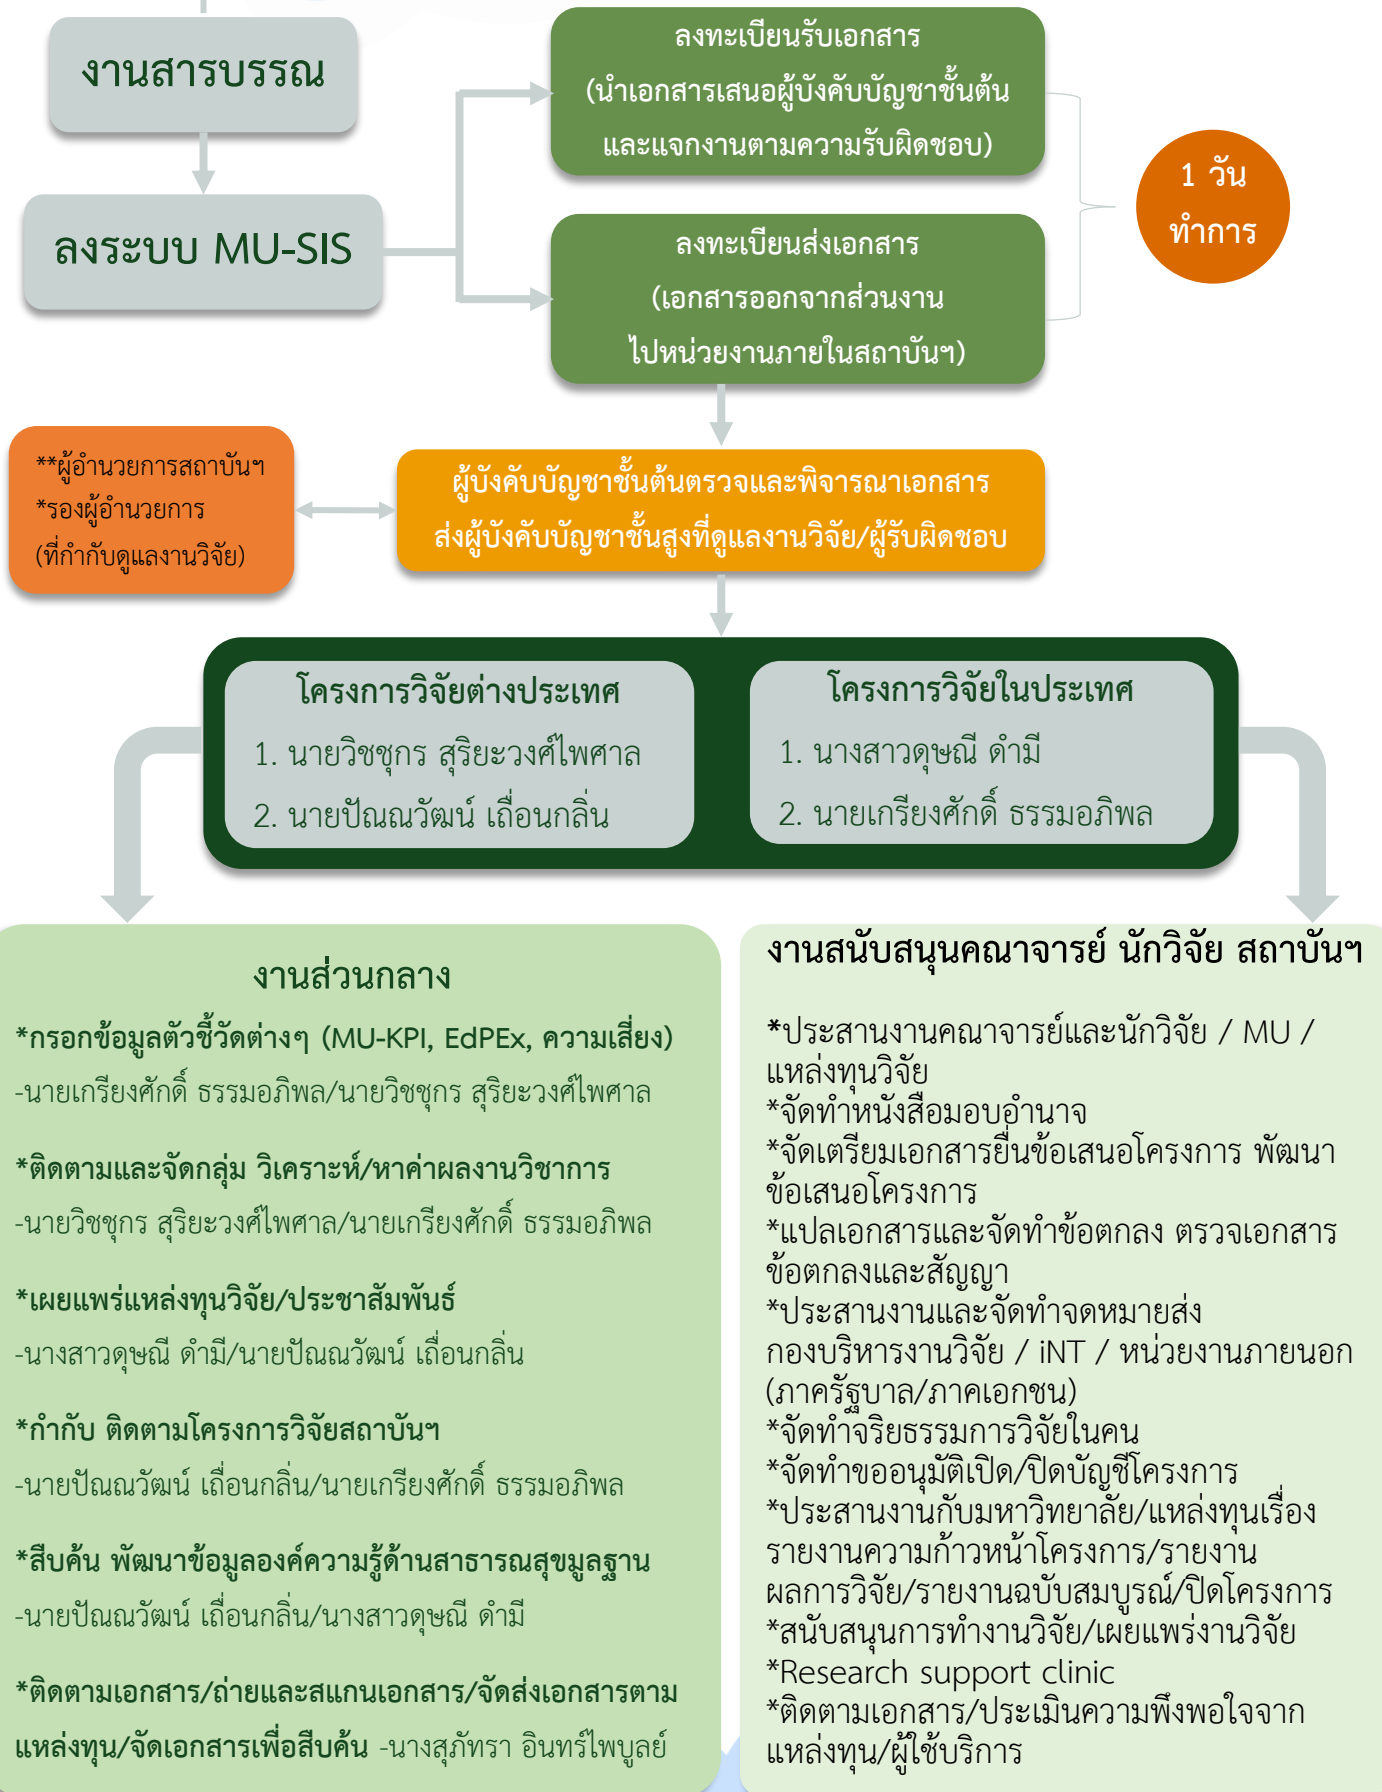 งานสารบรรณ
ลงระบบ MU-SIS
ลงทะเบียนรับเอกสาร
(นำเอกสารเสนอผู้บังคับบัญชาชั้นต้น
และแจกงานตามความรับผิดชอบ)
1 วัน
ทำการ
ลงทะเบียนส่งเอกสาร
(เอกสารออกจากส่วนงาน
ไปหน่วยงานภายในสถาบันฯ)
**ผู้อำนวยการสถาบันฯ
*รองผู้อำนวยการ
(ที่กำกับดูแลงานวิจัย)
ผู้บังคับบัญชาชั้นต้นตรวจและพิจารณาเอกสาร
ส่งผู้บังคับบัญชาชั้นสูงที่ดูแลงานวิจัย/ผู้รับผิดชอบ
โครงการวิจัยต่างประเทศ
1. นายวิชชุกร สุริยะวงศ์ไพศาล
2. นายปัณณวัฒน์ เถื่อนกลิ่น
โครงการวิจัยในประเทศ
1. นางสาวดุษณี ดำมี
2. นายเกรียงศักดิ์ ธรรมอภิพล
งานส่วนกลาง
*กรอกข้อมูลตัวชี้วัดต่างๆ (MU-KPI, EdPEx, ความเสี่ยง)
-นายเกรียงศักดิ์ ธรรมอภิพล/นายวิชชุกร สุริยะวงศ์ไพศาล
*ติดตามและจัดกลุ่ม วิเคราะห์/หาค่าผลงานวิชาการ
-นายวิชชุกร สุริยะวงศ์ไพศาล/นายเกรียงศักดิ์ ธรรมอภิพล
*เผยแพร่แหล่งทุนวิจัย/ประชาสัมพันธ์
-นางสาวดุษณี ดำมี/นายปัณณวัฒน์ เถื่อนกลิ่น
*กำกับ ติดตามโครงการวิจัยสถาบันฯ
-นายปัณณวัฒน์ เถื่อนกลิ่น/นายเกรียงศักดิ์ ธรรมอภิพล
*สืบค้น พัฒนาข้อมูลองค์ความรู้ด้านสาธารณสุขมูลฐาน
-นายปัณณวัฒน์ เถื่อนกลิ่น/นางสาวดุษณี ดำมี
*ติดตามเอกสาร/ถ่ายและสแกนเอกสาร/จัดส่งเอกสารตาม
แหล่งทุน/จัดเอกสารเพื่อสืบค้น -นางสุภัทรา อินทร์ไพบูลย์
งานสนับสนุนคณาจารย์ นักวิจัย สถาบันฯ
*ประสานงานคณาจารย์และนักวิจัย / MU /
แหล่งทุนวิจัย
*จัดทำหนังสือมอบอำนาจ
*จัดเตรียมเอกสารยื่นข้อเสนอโครงการ พัฒนา
ข้อเสนอโครงการ
*แปลเอกสารและจัดทำข้อตกลง ตรวจเอกสาร
ข้อตกลงและสัญญา
*ประสานงานและจัดทำจดหมายส่ง
กองบริหารงานวิจัย / iNT / หน่วยงานภายนอก
(ภาครัฐบาล/ภาคเอกชน)
*จัดทำจริยธรรมการวิจัยในคน
*จัดทำขออนุมัติเปิด/ปิดบัญชีโครงการ
*ประสานงานกับมหาวิทยาลัย/แหล่งทุนเรื่อง
รายงานความก้าวหน้าโครงการ/รายงาน
ผลการวิจัย/รายงานฉบับสมบูรณ์/ปิดโครงการ
*สนับสนุนการทำงานวิจัย/เผยแพร่งานวิจัย
*Research support clinic
*ติดตามเอกสาร/ประเมินความพึงพอใจจาก
แหล่งทุน/ผู้ใช้บริการ